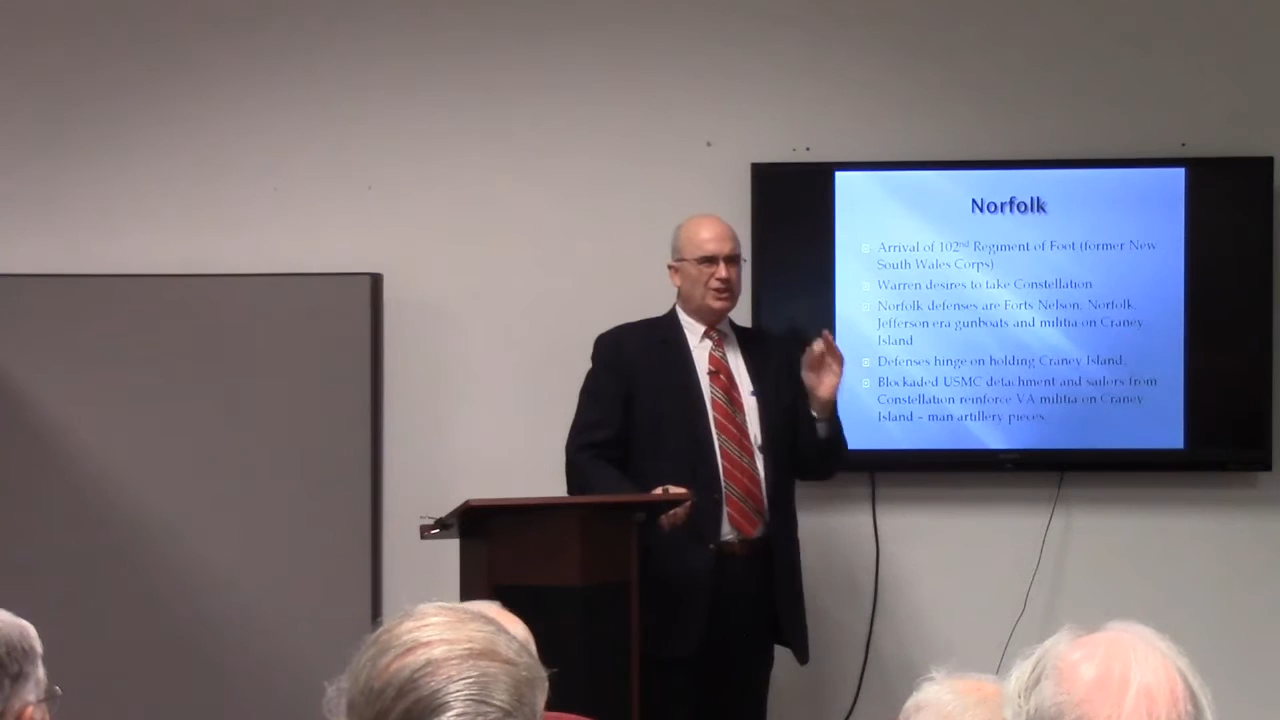 Norfolk
Arrival of 102nd Regiment of Foot (former New
South Wales Corps)
Warren desires to take Constellation
Norfolk defenses are Forts Nelson, Norfolk,
Jefferson era gunboats and militia on Craney
Island
Defenses hinge on holding Craney Island.
Blockaded USMC detachment and sailors from
Constellation reinforce VA militia on Craney
Island – man artillery pieces.